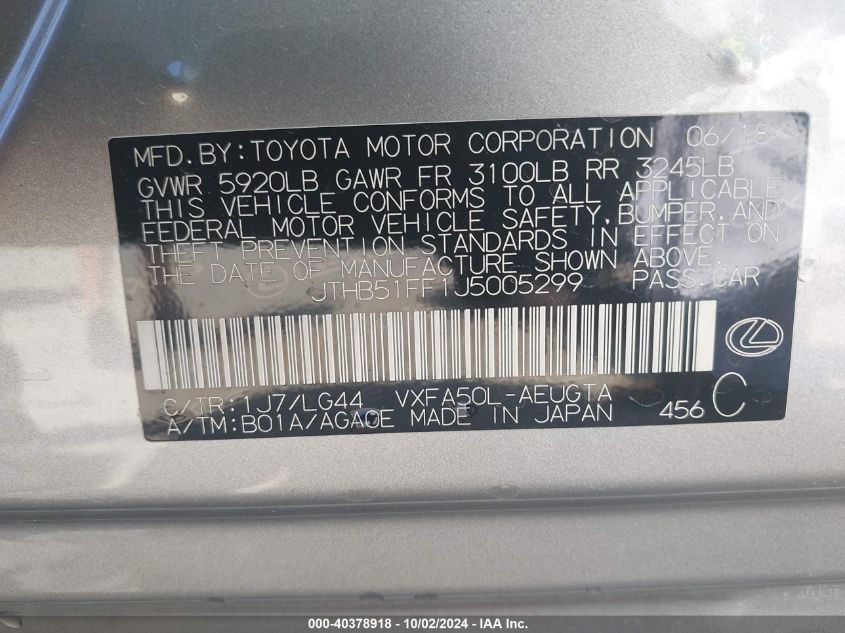 MFD.BY:TOYOTA MOTOR CORPORATION 06/18
GVWR 5920LB GAWR FR 3100LB RR 3245LB
THIS VEHICLE CONFORMS TO ALL APPLICABLE
FEDERAL MOTOR VEHICLE SAFETY,BUMPER,AND
THEFT PREVENTION STANDARDS IN EFFECT ON
THE DATE OF MANUFACTURE SHOWN ABOVE.
JTHB51FF1J5005299 PASS.CAR
C/TR:1J7/LG44 VXFA50L-AEUGTA
A/TM:B01A/AGA0E MADE IN JAPAN 456 C
000-40378918 - 10/02/2024 - IAA Inc.